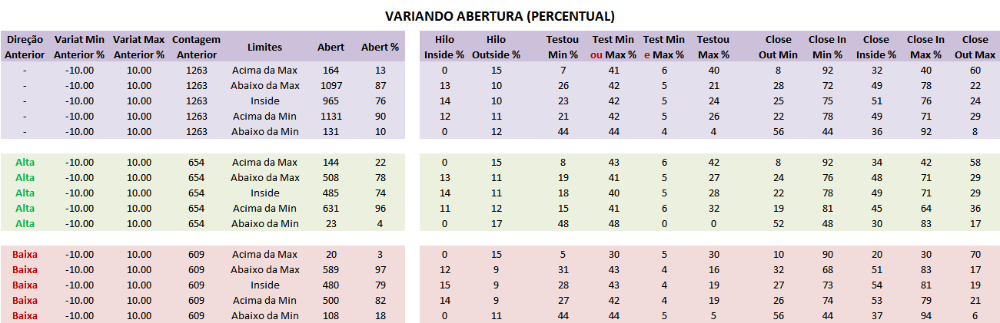 VARIANDO ABERTURA (PERCENTUAL)
Direção Variat Min Variat Max Contagem Limites Abert Abert % Hilo Hilo Testou Test Min Test Min Testou Close Close In Close Close In Close
Anterior Anterior % Anterior % Anterior Inside % Outside % Min % ou Max % e Max % Max % Out Min Min % Inside % Max % Out Max
- -10.00 10.00 1263 Acima da Max 164 13 0 15 7 41 6 40 8 92 32 40 60
- -10.00 10.00 1263 Abaixo da Max 1097 87 13 10 26 42 5 21 28 72 49 78 22
- -10.00 10.00 1263 Inside 965 76 14 10 23 42 5 24 25 75 51 76 24
- -10.00 10.00 1263 Acima da Min 1131 90 12 11 21 42 5 26 22 78 49 71 29
- -10.00 10.00 1263 Abaixo da Min 131 10 0 12 44 44 4 4 56 44 36 92 8
Alta -10.00 10.00 654 Acima da Max 144 22 0 15 8 43 6 42 8 92 34 42 58
Alta -10.00 10.00 654 Abaixo da Max 508 78 13 11 19 41 5 27 24 76 48 71 29
Alta -10.00 10.00 654 Inside 485 74 14 11 18 40 5 28 22 78 49 71 29
Alta -10.00 10.00 654 Acima da Min 631 96 11 12 15 41 6 32 19 81 45 64 36
Alta -10.00 10.00 654 Abaixo da Min 23 4 0 17 48 48 0 0 52 48 30 83 17
Baixa -10.00 10.00 609 Acima da Max 20 3 0 15 5 30 5 30 10 90 20 30 70
Baixa -10.00 10.00 609 Abaixo da Max 589 97 12 9 31 43 4 16 32 68 51 83 17
Baixa -10.00 10.00 609 Inside 480 79 15 9 28 43 4 19 27 73 54 81 19
Baixa -10.00 10.00 609 Acima da Min 500 82 14 9 27 42 4 19 26 74 53 79 21
Baixa -10.00 10.00 609 Abaixo da Min 108 18 0 11 44 44 5 5 56 44 37 94 6